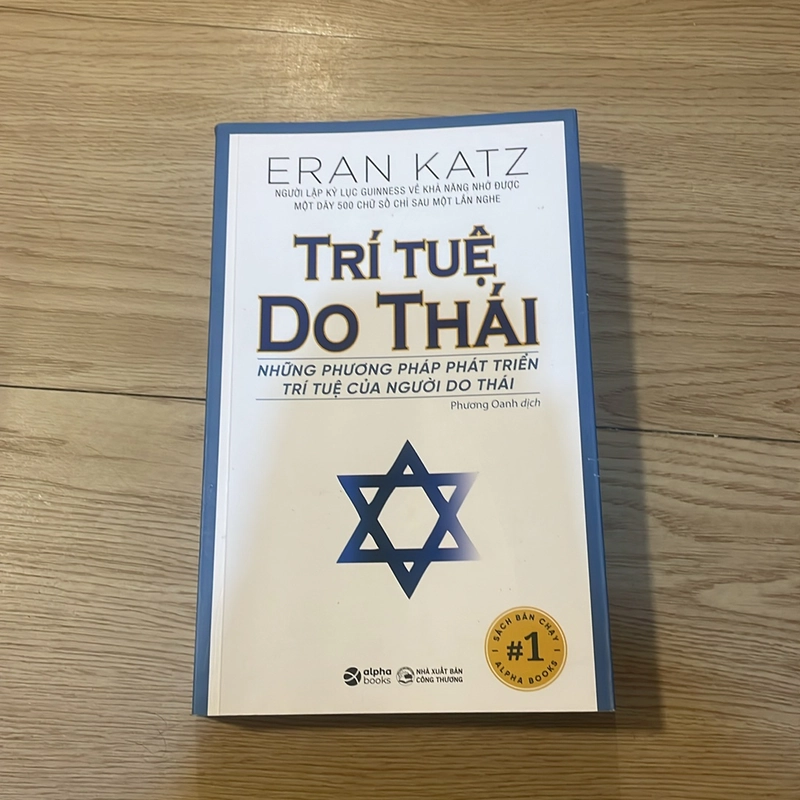 ERAN KATZ
NGƯỜI LẬP KỶ LỤC GUINNESS VỀ KHẢ NĂNG NHỚ ĐƯỢC
MỘT DÃY 500 CHỮ SỐ CHỈ SAU MỘT LẦN NGHE
TRÍ TUỆ
DO THÁI
NHỮNG PHƯƠNG PHÁP PHÁT TRIỂN
TRÍ TUỆ CỦA NGƯỜI DO THÁI
Phương Oanh dịch
SÁCH BÁN CHẠY
#1
ALPHA BOOKS
alpha
books
NHÀ XUẤT BẢN
CÔNG THƯƠNG